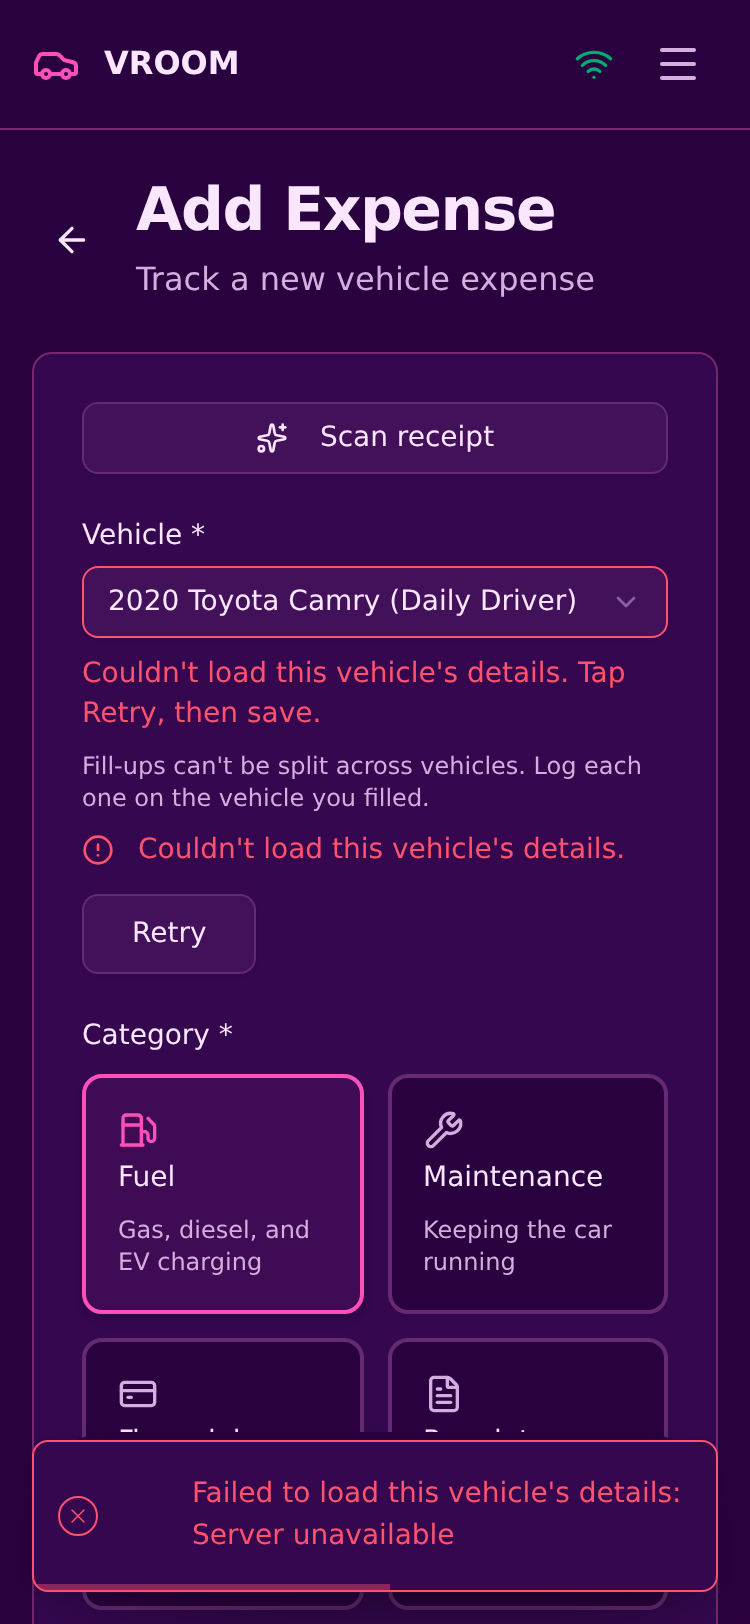 VROOM
Add Expense
Track a new vehicle expense
Scan receipt
Vehicle *
2020 Toyota Camry (Daily Driver)
Couldn't load this vehicle's details. Tap
Retry, then save.
Fill-ups can't be split across vehicles. Log each
one on the vehicle you filled.
Couldn't load this vehicle's details.
Retry
Category *
Fuel
Gas, diesel, and
EV charging
Maintenance
Keeping the car
running
Failed to load this vehicle's details:
Server unavailable